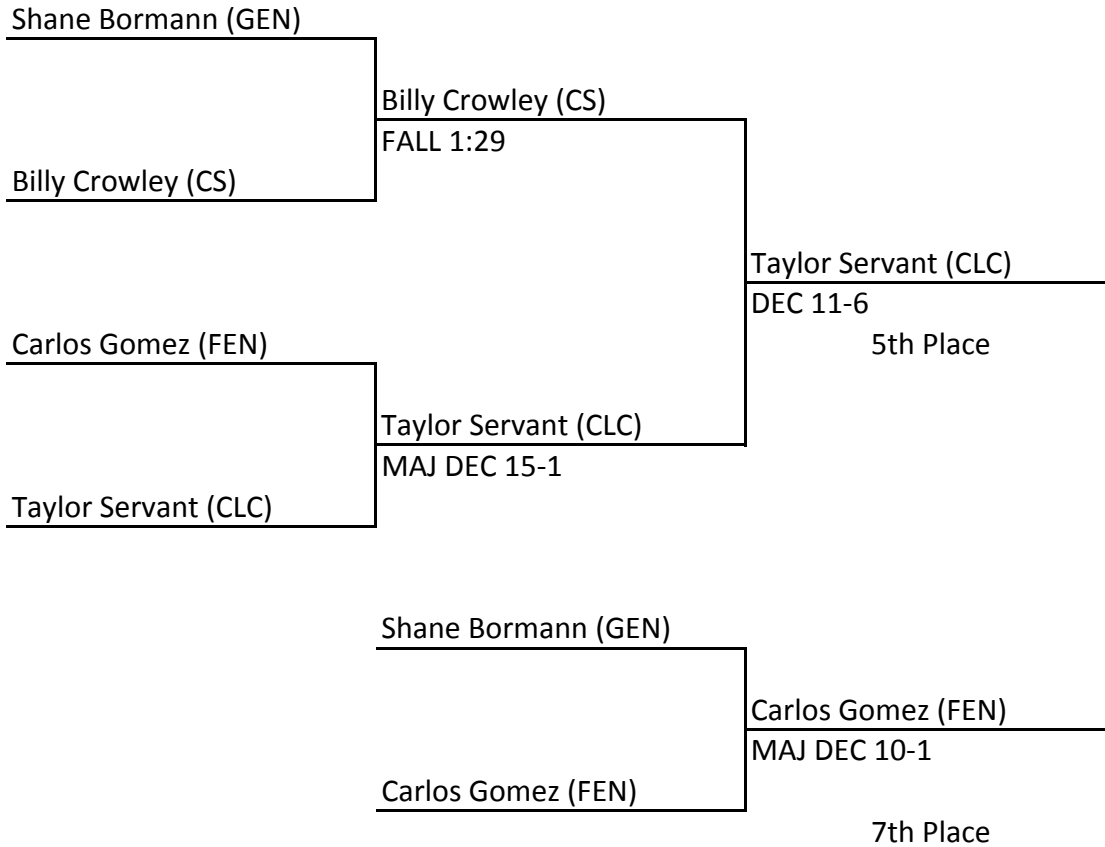 Shane Bormann (GEN)
Billy Crowley (CS)
FALL 1:29
Billy Crowley (CS)
Taylor Servant (CLC)
DEC 11-6
Carlos Gomez (FEN)
5th Place
Taylor Servant (CLC)
MAJ DEC 15-1
Taylor Servant (CLC)
Shane Bormann (GEN)
Carlos Gomez (FEN)
MAJ DEC 10-1
Carlos Gomez (FEN)
7th Place